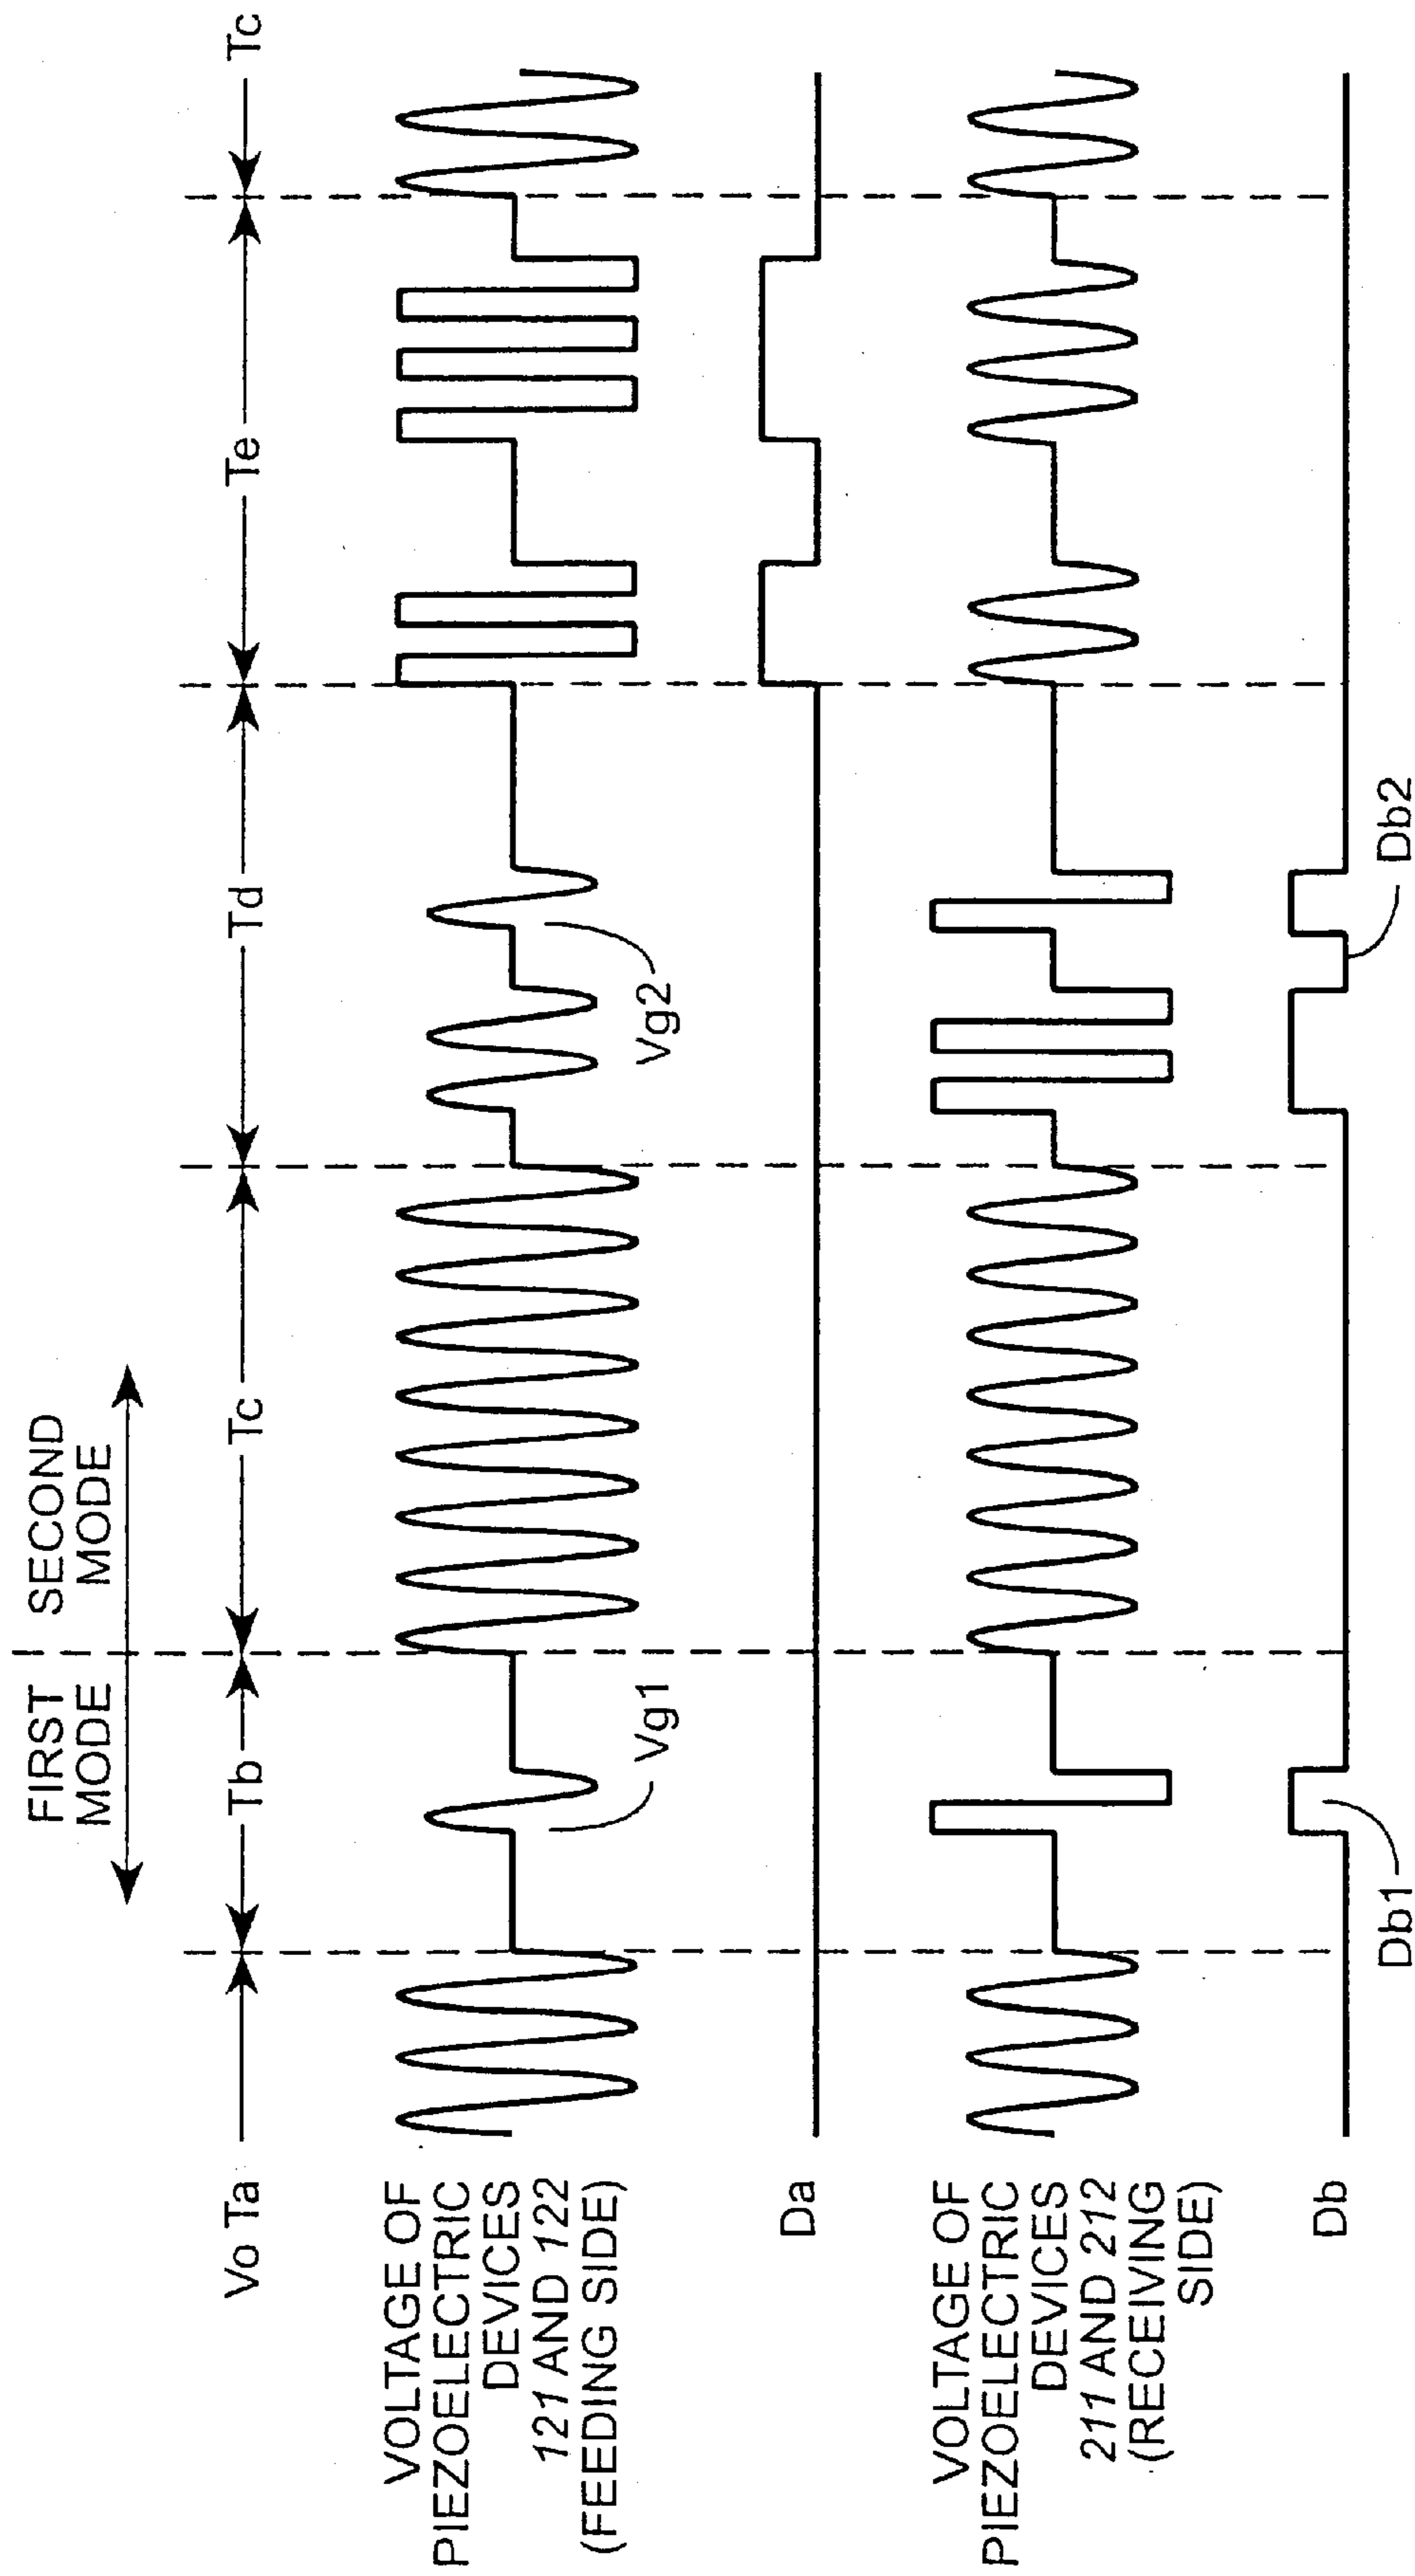 FIRST
MODE
SECOND
MODE
Vo Ta
Tb
Tc
Td
Te
Tc
VOLTAGE OF
PIEZOELECTRIC
DEVICES
121 AND 122
(FEEDING SIDE)
Vg1
Vg2
Da
VOLTAGE OF
PIEZOELECTRIC
DEVICES
211 AND 212
(RECEIVING
SIDE)
Db
Db1
Db2